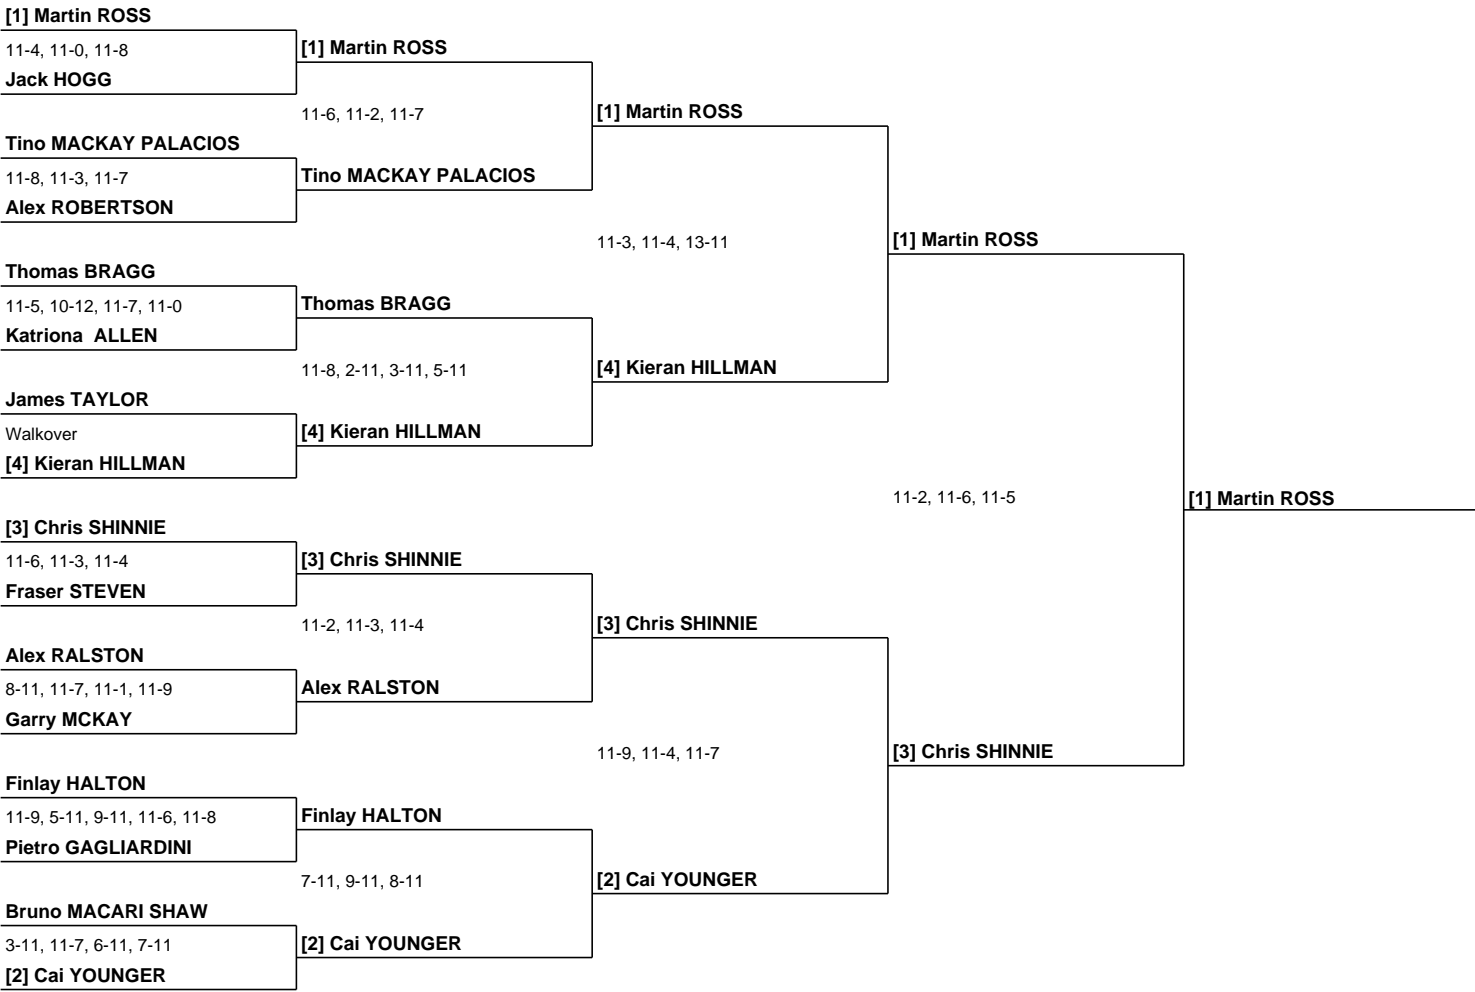 [1] Martin ROSS
11-4, 11-0, 11-8
[1] Martin ROSS
Jack HOGG
11-6, 11-2, 11-7
[1] Martin ROSS
Tino MACKAY PALACIOS
11-8, 11-3, 11-7
Tino MACKAY PALACIOS
Alex ROBERTSON
11-3, 11-4, 13-11
[1] Martin ROSS
Thomas BRAGG
11-5, 10-12, 11-7, 11-0
Thomas BRAGG
Katriona  ALLEN
11-8, 2-11, 3-11, 5-11
[4] Kieran HILLMAN
James TAYLOR
Walkover
[4] Kieran HILLMAN
[4] Kieran HILLMAN
11-2, 11-6, 11-5
[1] Martin ROSS
[3] Chris SHINNIE
11-6, 11-3, 11-4
[3] Chris SHINNIE
Fraser STEVEN
11-2, 11-3, 11-4
[3] Chris SHINNIE
Alex RALSTON
8-11, 11-7, 11-1, 11-9
Alex RALSTON
Garry MCKAY
11-9, 11-4, 11-7
[3] Chris SHINNIE
Finlay HALTON
11-9, 5-11, 9-11, 11-6, 11-8
Finlay HALTON
Pietro GAGLIARDINI
7-11, 9-11, 8-11
[2] Cai YOUNGER
Bruno MACARI SHAW
3-11, 11-7, 6-11, 7-11
[2] Cai YOUNGER
[2] Cai YOUNGER